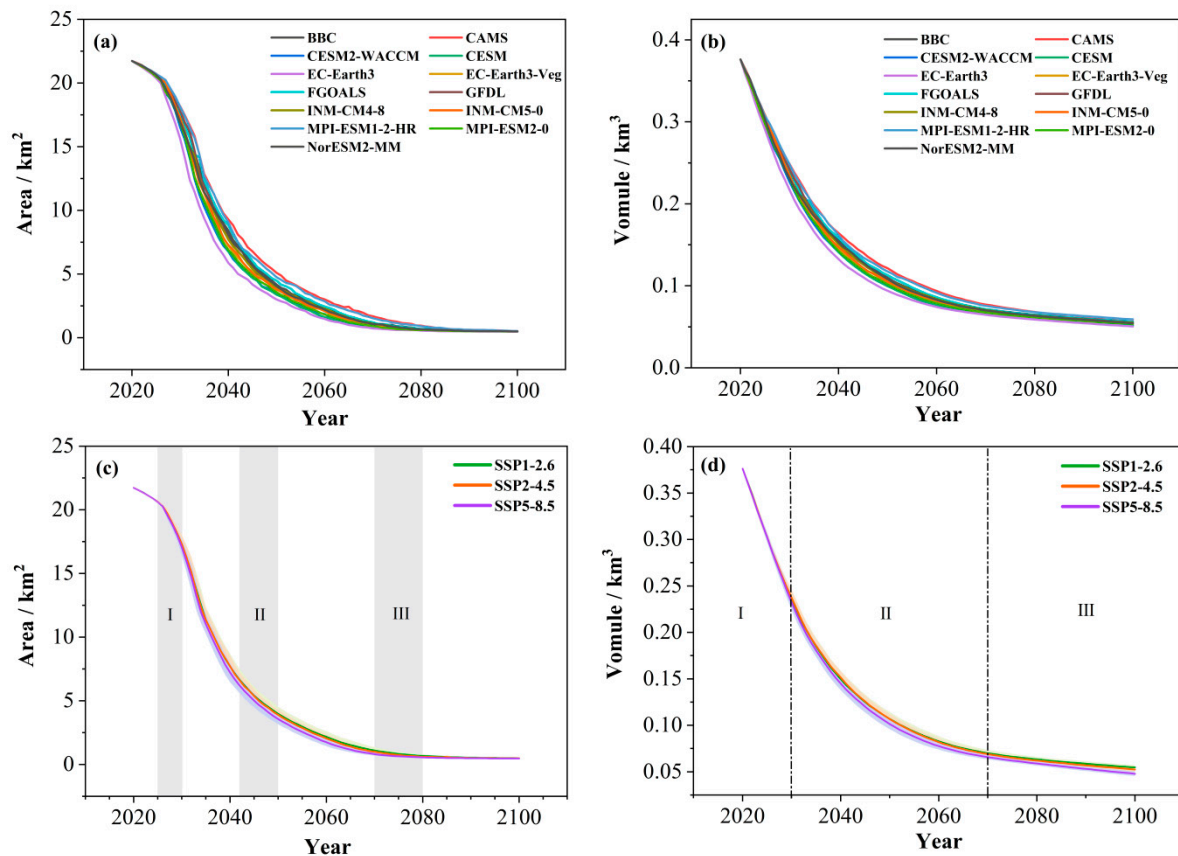 (a)
BBC CAMS
CESM2-WACCM CESM
EC-Earth3 EC-Earth3-Veg
FGOALS GFDL
INM-CM4-8 INM-CM5-0
MPI-ESM1-2-HR MPI-ESM2-0
NorESM2-MM
Area / km²
25
20
15
10
5
0
2020 2040 2060 2080 2100
Year
(b)
BBC CAMS
CESM2-WACCM CESM
EC-Earth3 EC-Earth3-Veg
FGOALS GFDL
INM-CM4-8 INM-CM5-0
MPI-ESM1-2-HR MPI-ESM2-0
NorESM2-MM
Vomule / km³
0.4
0.3
0.2
0.1
0.0
2020 2040 2060 2080 2100
Year
(c)
SSP1-2.6
SSP2-4.5
SSP5-8.5
I II III
Area / km²
25
20
15
10
5
0
2020 2040 2060 2080 2100
Year
(d)
SSP1-2.6
SSP2-4.5
SSP5-8.5
I II III
Vomule / km³
0.40
0.35
0.30
0.25
0.20
0.15
0.10
0.05
2020 2040 2060 2080 2100
Year